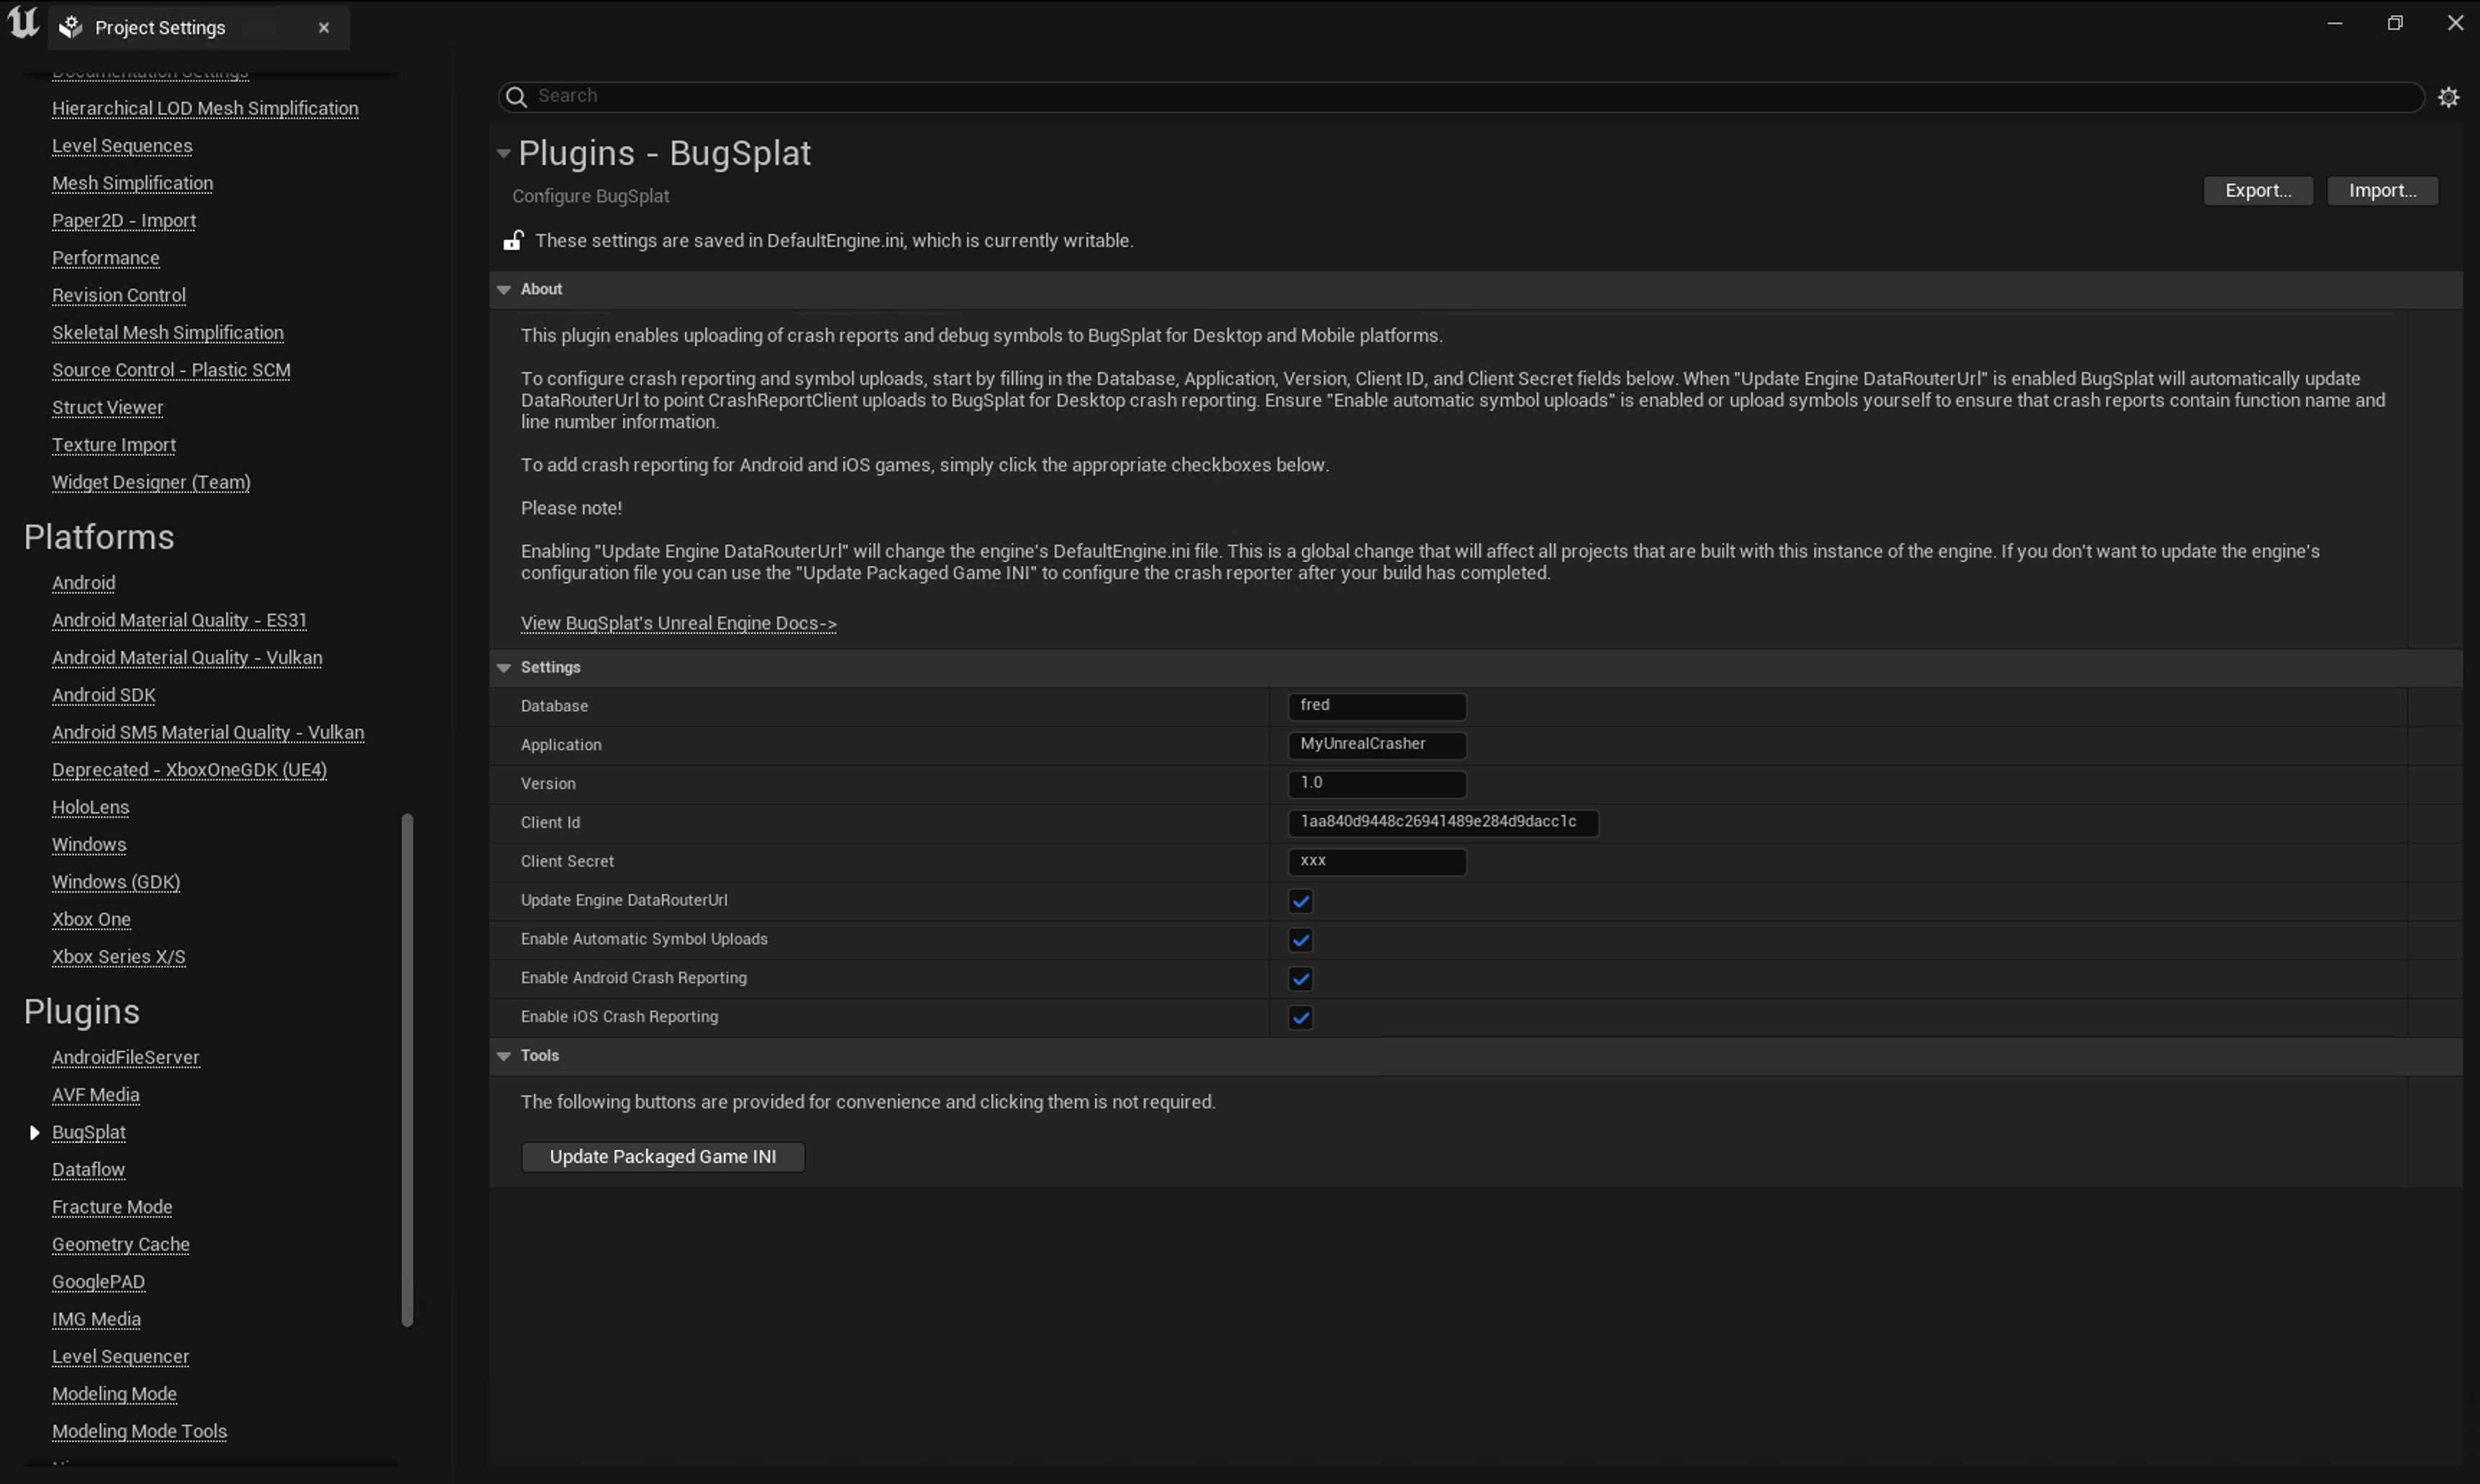 Project Settings
Documentation Settings
Hierarchical LOD Mesh Simplification
Level Sequences
Mesh Simplification
Paper2D - Import
Performance
Revision Control
Skeletal Mesh Simplification
Source Control - Plastic SCM
Struct Viewer
Texture Import
Widget Designer (Team)
Platforms
Android
Android Material Quality - ES31
Android Material Quality - Vulkan
Android SDK
Android SM5 Material Quality - Vulkan
Deprecated - XboxOneGDK (UE4)
HoloLens
Windows
Windows (GDK)
Xbox One
Xbox Series X/S
Plugins
AndroidFileServer
AVF Media
BugSplat
Dataflow
Fracture Mode
Geometry Cache
GooglePAD
IMG Media
Level Sequencer
Modeling Mode
Modeling Mode Tools
Search
Plugins - BugSplat
Configure BugSplat
Export...
Import...
These settings are saved in DefaultEngine.ini, which is currently writable.
About
This plugin enables uploading of crash reports and debug symbols to BugSplat for Desktop and Mobile platforms.
To configure crash reporting and symbol uploads, start by filling in the Database, Application, Version, Client ID, and Client Secret fields below. When "Update Engine DataRouterUrl" is enabled BugSplat will automatically update
DataRouterUrl to point CrashReportClient uploads to BugSplat for Desktop crash reporting. Ensure "Enable automatic symbol uploads" is enabled or upload symbols yourself to ensure that crash reports contain function name and
line number information.
To add crash reporting for Android and iOS games, simply click the appropriate checkboxes below.
Please note!
Enabling "Update Engine DataRouterUrl" will change the engine's DefaultEngine.ini file. This is a global change that will affect all projects that are built with this instance of the engine. If you don't want to update the engine's
configuration file you can use the "Update Packaged Game INI" to configure the crash reporter after your build has completed.
View BugSplat's Unreal Engine Docs->
Settings
Database fred
Application MyUnrealCrasher
Version 1.0
Client Id 1aa840d9448c26941489e284d9dacc1c
Client Secret xxx
Update Engine DataRouterUrl
Enable Automatic Symbol Uploads
Enable Android Crash Reporting
Enable iOS Crash Reporting
Tools
The following buttons are provided for convenience and clicking them is not required.
Update Packaged Game INI